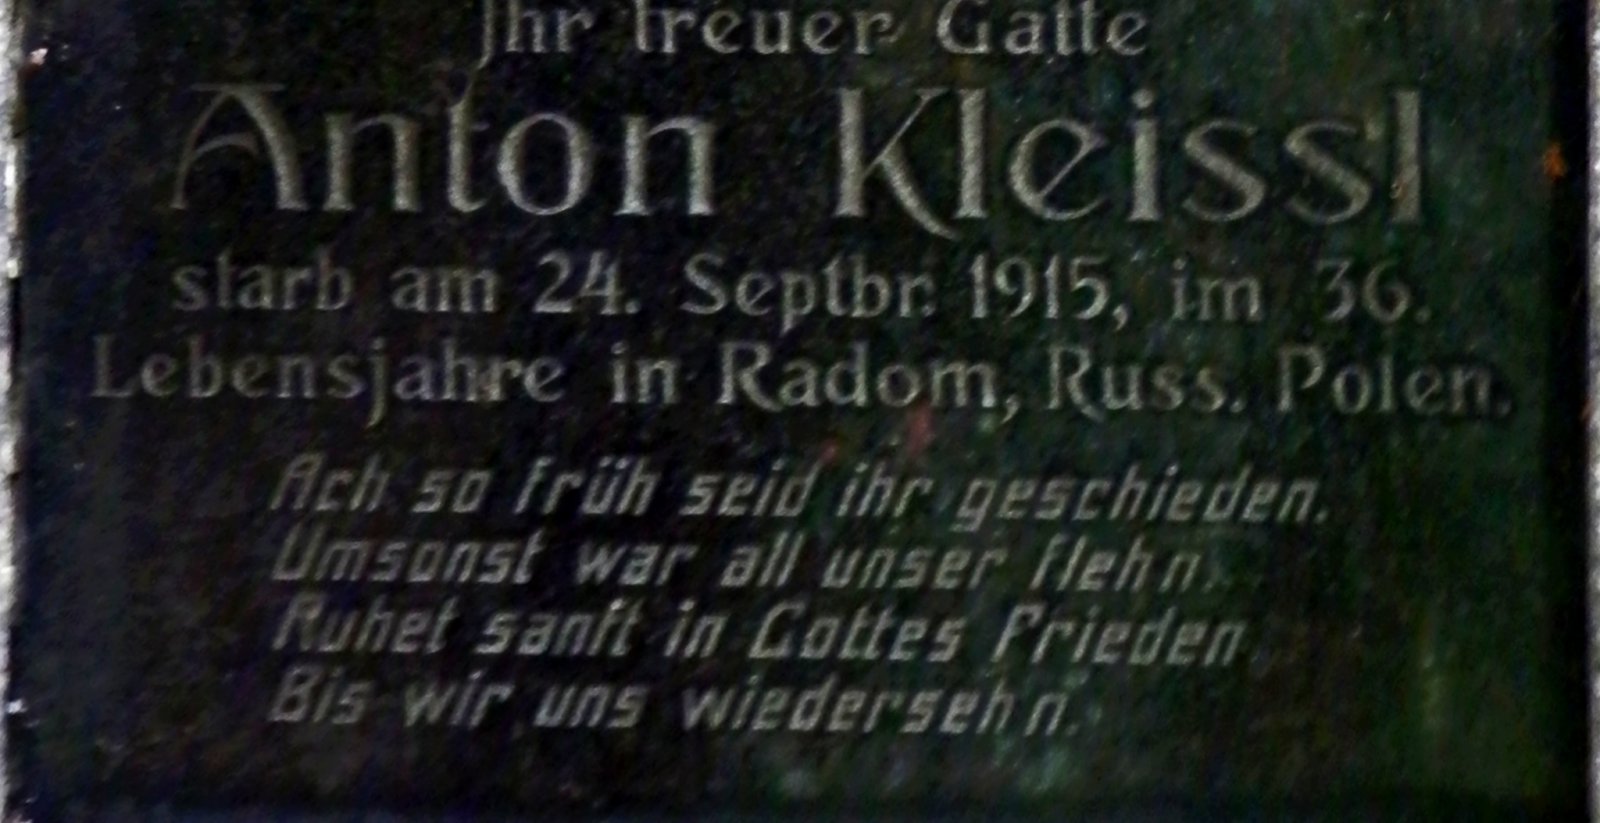 Ihr treuer Gatte
Anton Kleissl
starb am 24. Septbr. 1915, im 36.
Lebensjahre in Radom, Russ. Polen.
Ach so früh seid ihr geschieden.
Umsonst war all unser flehn.
Ruhet sanft in Gottes Frieden
Bis wir uns wiedersehn.